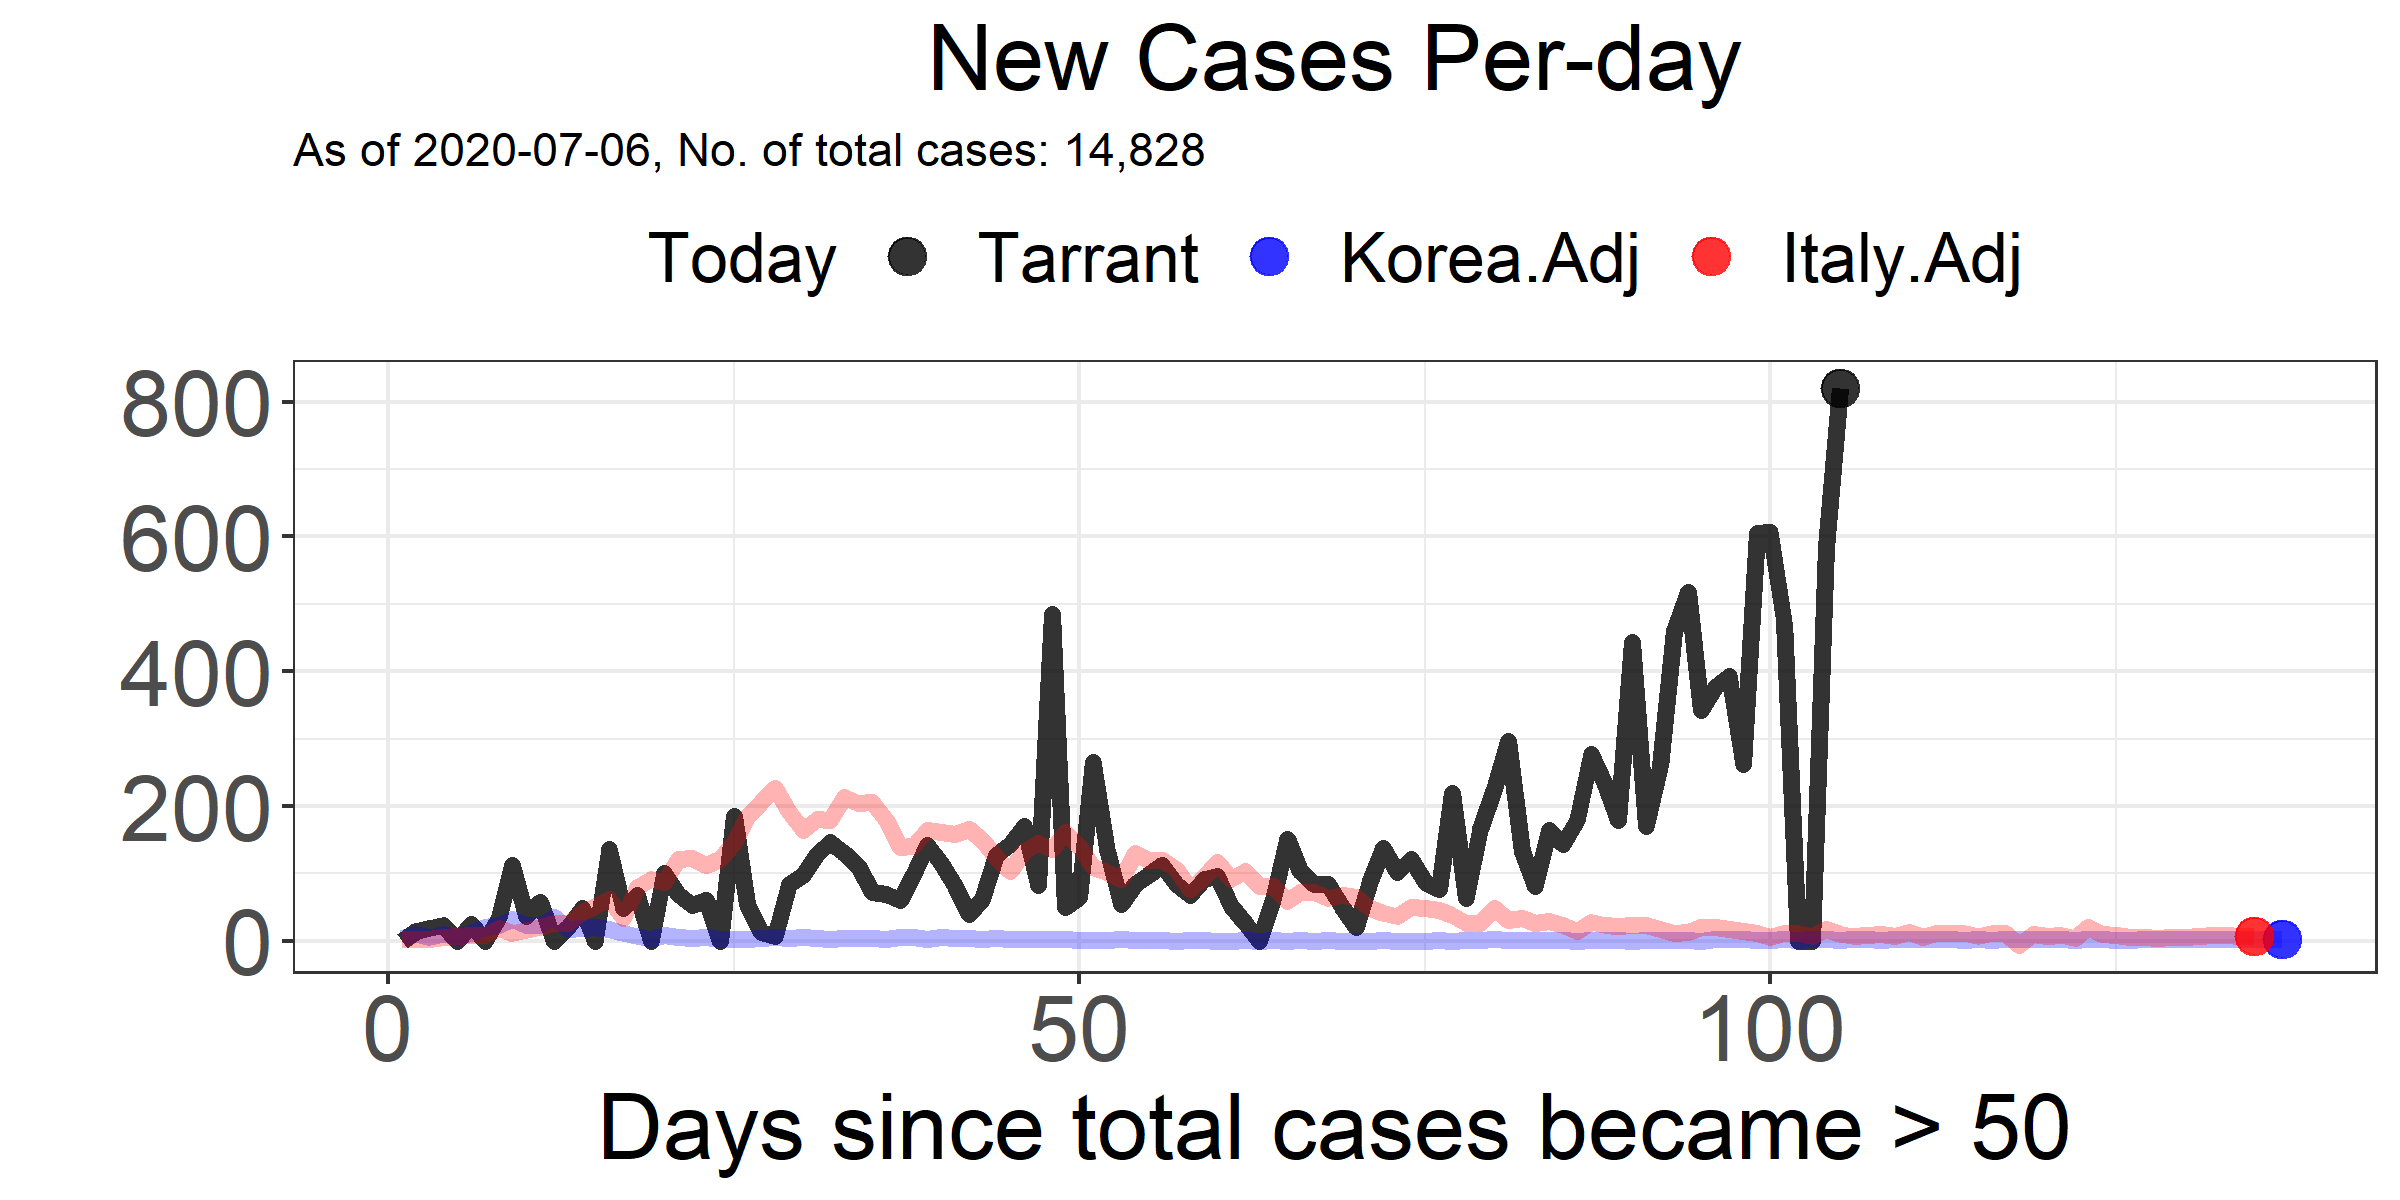 New Cases Per-day
As of 2020-07-06, No. of total cases: 14,828
Today Tarrant Korea.Adj Italy.Adj
800
600
400
200
0
0 50 100
Days since total cases became > 50